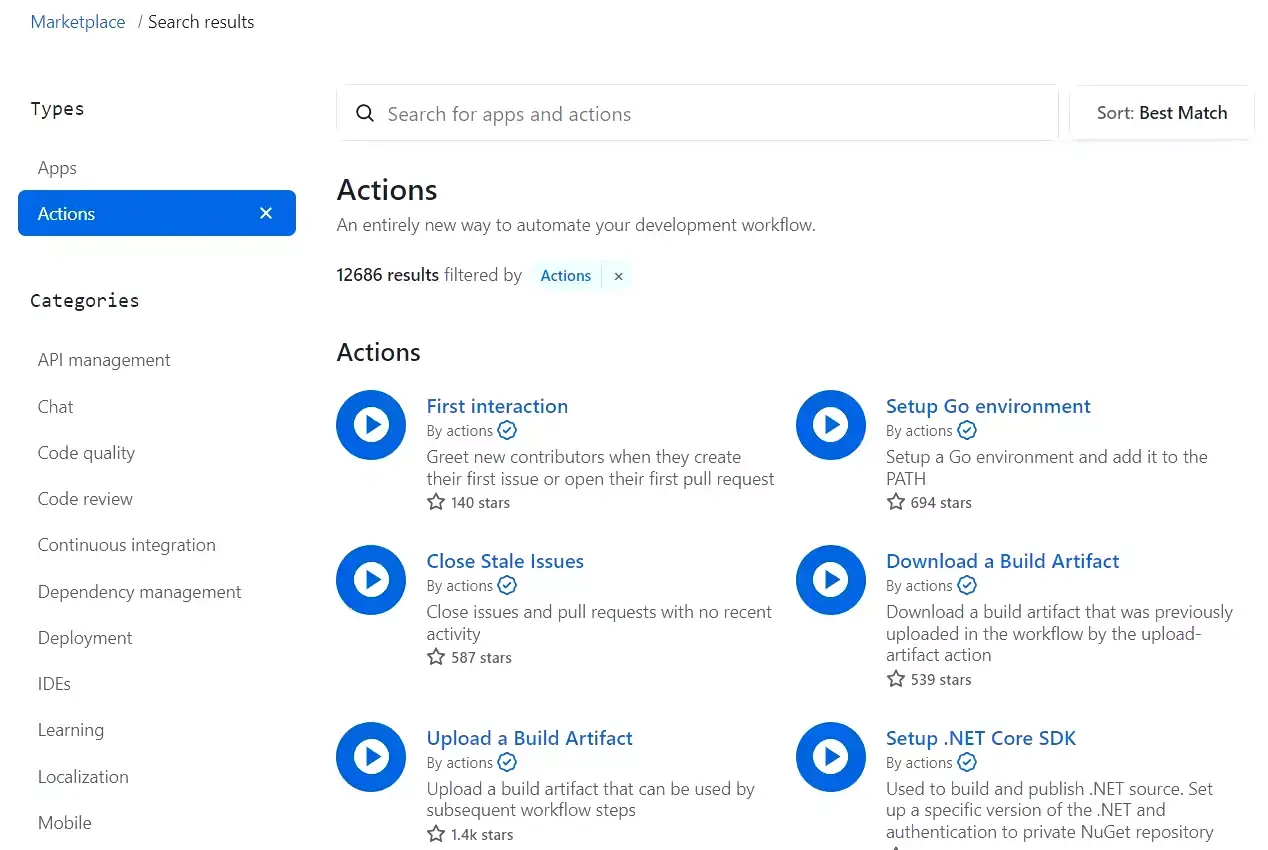 Marketplace / Search results
Types
Apps
Actions
Categories
API management
Chat
Code quality
Code review
Continuous integration
Dependency management
Deployment
IDEs
Learning
Localization
Mobile
Search for apps and actions
Sort: Best Match
Actions
An entirely new way to automate your development workflow.
12686 results filtered by Actions ×
Actions
First interaction
By actions
Greet new contributors when they create
their first issue or open their first pull request
140 stars
Setup Go environment
By actions
Setup a Go environment and add it to the
PATH
694 stars
Close Stale Issues
By actions
Close issues and pull requests with no recent
activity
587 stars
Download a Build Artifact
By actions
Download a build artifact that was previously
uploaded in the workflow by the upload-
artifact action
539 stars
Upload a Build Artifact
By actions
Upload a build artifact that can be used by
subsequent workflow steps
1.4k stars
Setup .NET Core SDK
By actions
Used to build and publish .NET source. Set
up a specific version of the .NET and
authentication to private NuGet repository